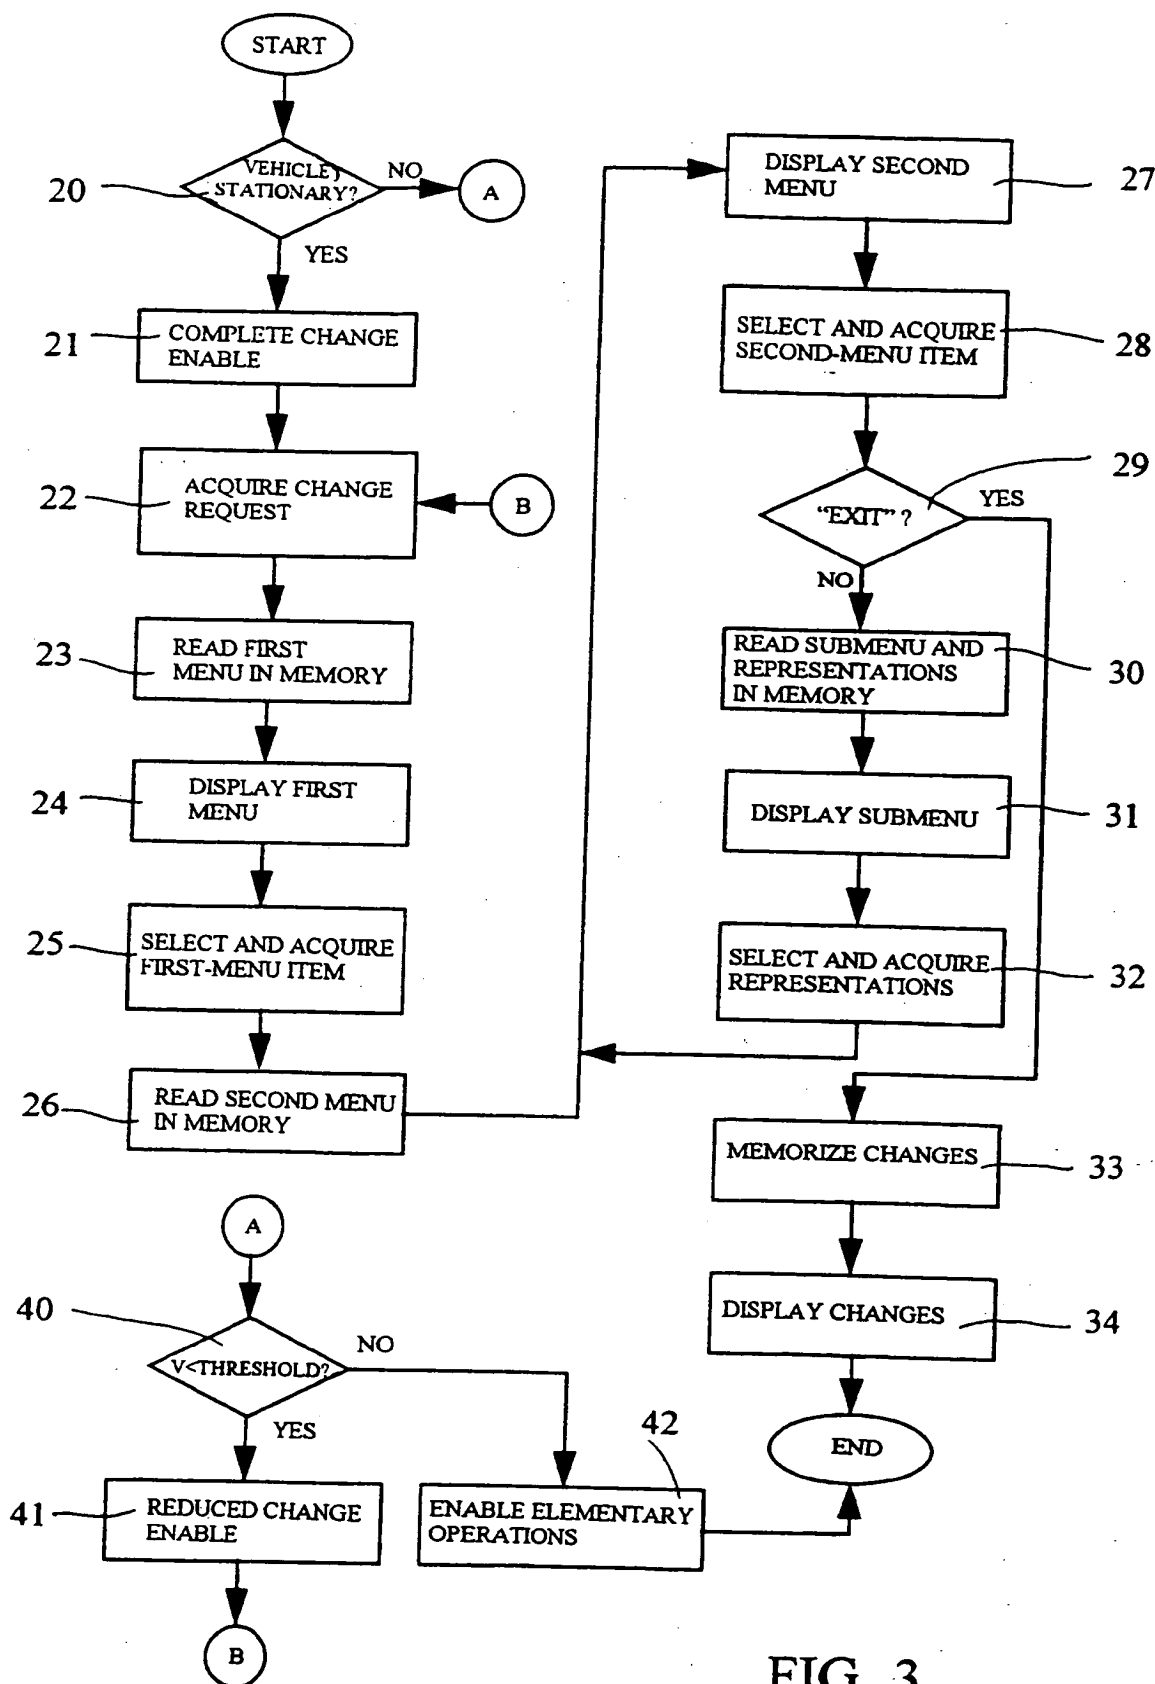 START
VEHICLE
STATIONARY?
NO
A
20
YES
21
COMPLETE CHANGE
ENABLE
22
ACQUIRE CHANGE
REQUEST
B
23
READ FIRST
MENU IN MEMORY
24
DISPLAY FIRST
MENU
25
SELECT AND ACQUIRE
FIRST-MENU ITEM
26
READ SECOND MENU
IN MEMORY
DISPLAY SECOND
MENU
27
SELECT AND ACQUIRE
SECOND-MENU ITEM
28
29
"EXIT" ?
YES
NO
READ SUBMENU AND
REPRESENTATIONS
IN MEMORY
30
DISPLAY SUBMENU
31
SELECT AND ACQUIRE
REPRESENTATIONS
32
MEMORIZE CHANGES
33
DISPLAY CHANGES
34
END
A
40
V<THRESHOLD?
NO
YES
41
REDUCED CHANGE
ENABLE
42
ENABLE ELEMENTARY
OPERATIONS
B
FIG. 3